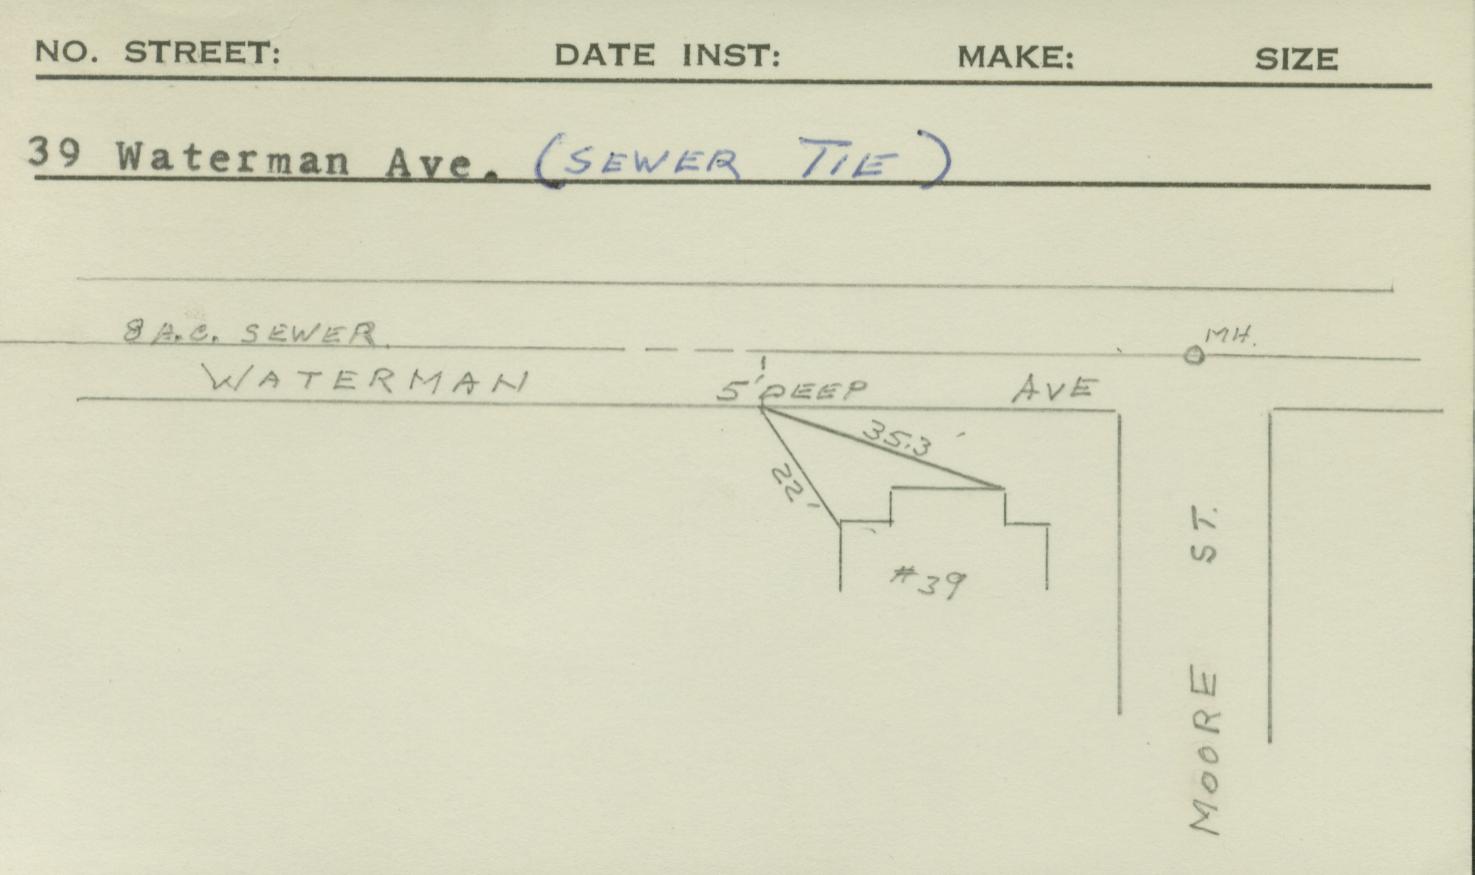 NO. STREET: DATE INST: MAKE: SIZE
39 Waterman Ave. (SEWER TIE)
8 A.C. SEWER
MH.
WATERMAN AVE
5' DEEP
35.3'
22'
#39
MOORE ST.